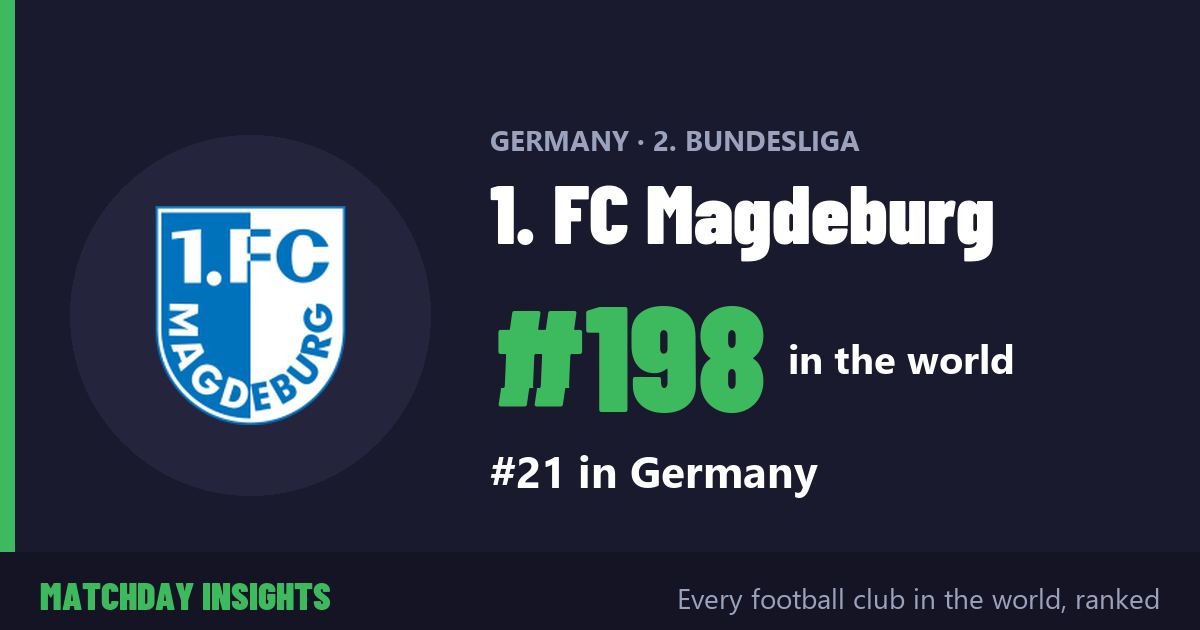 1.FC
MAGDEBURG
GERMANY · 2. BUNDESLIGA
1. FC Magdeburg
#198 in the world
#21 in Germany
MATCHDAY INSIGHTS
Every football club in the world, ranked